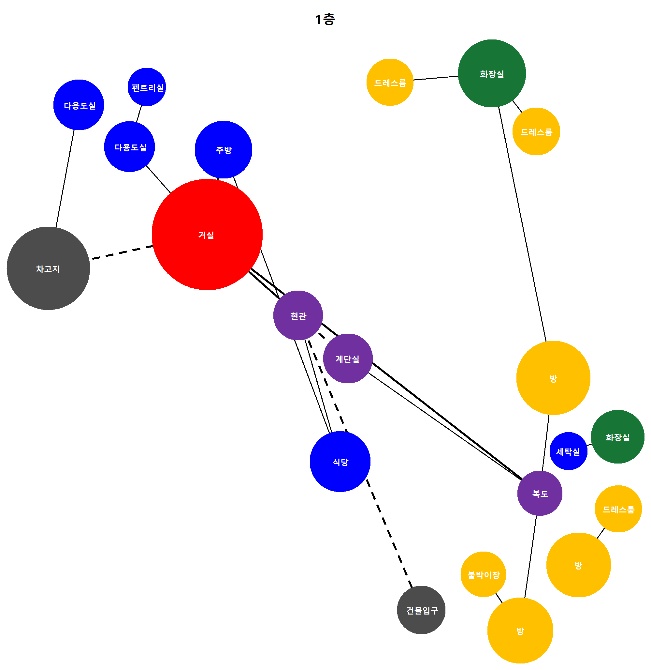 1층
드레스룸
화장실
펜트리실
다용도실
드레스룸
다용도실
주방
거실
차고지
현관
계단실
방
화장실
세탁실
식당
복도
드레스룸
방
붙박이장
건물입구
방